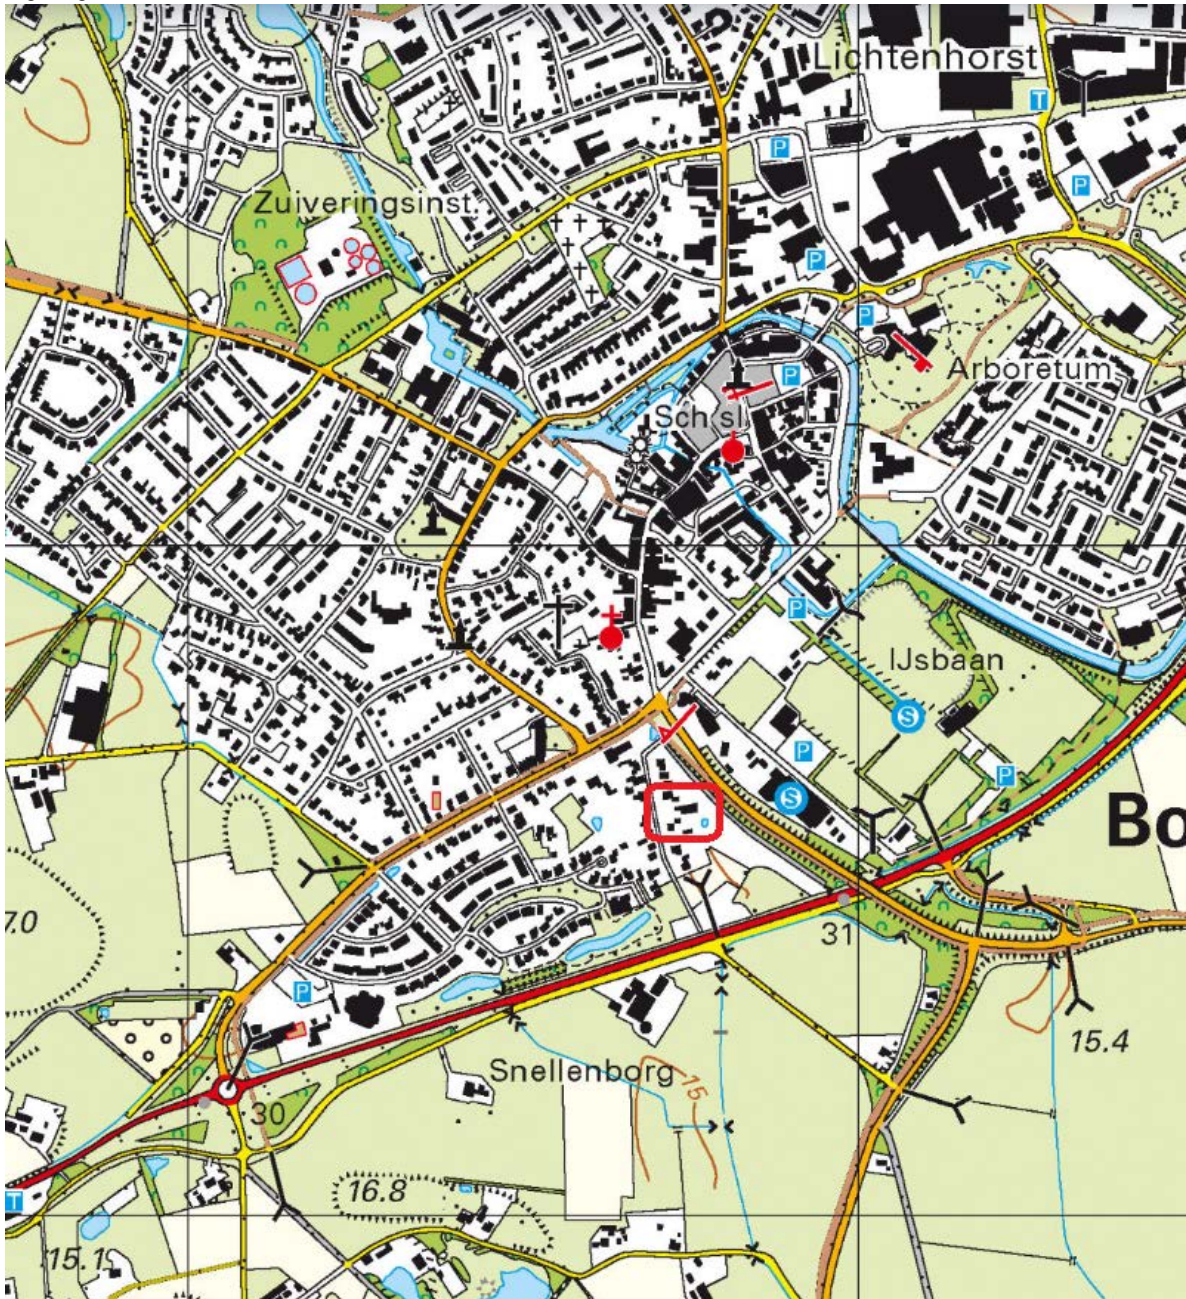 Lichtenhorst
T
P
P
Zuiveringsinst.
P
P
Arboretum
P
Sch/sl
P
IJsbaan
S
P
P
S
Bo
7.0
31
P
15.4
Snellenborg
15
30
16.8
T
15.1